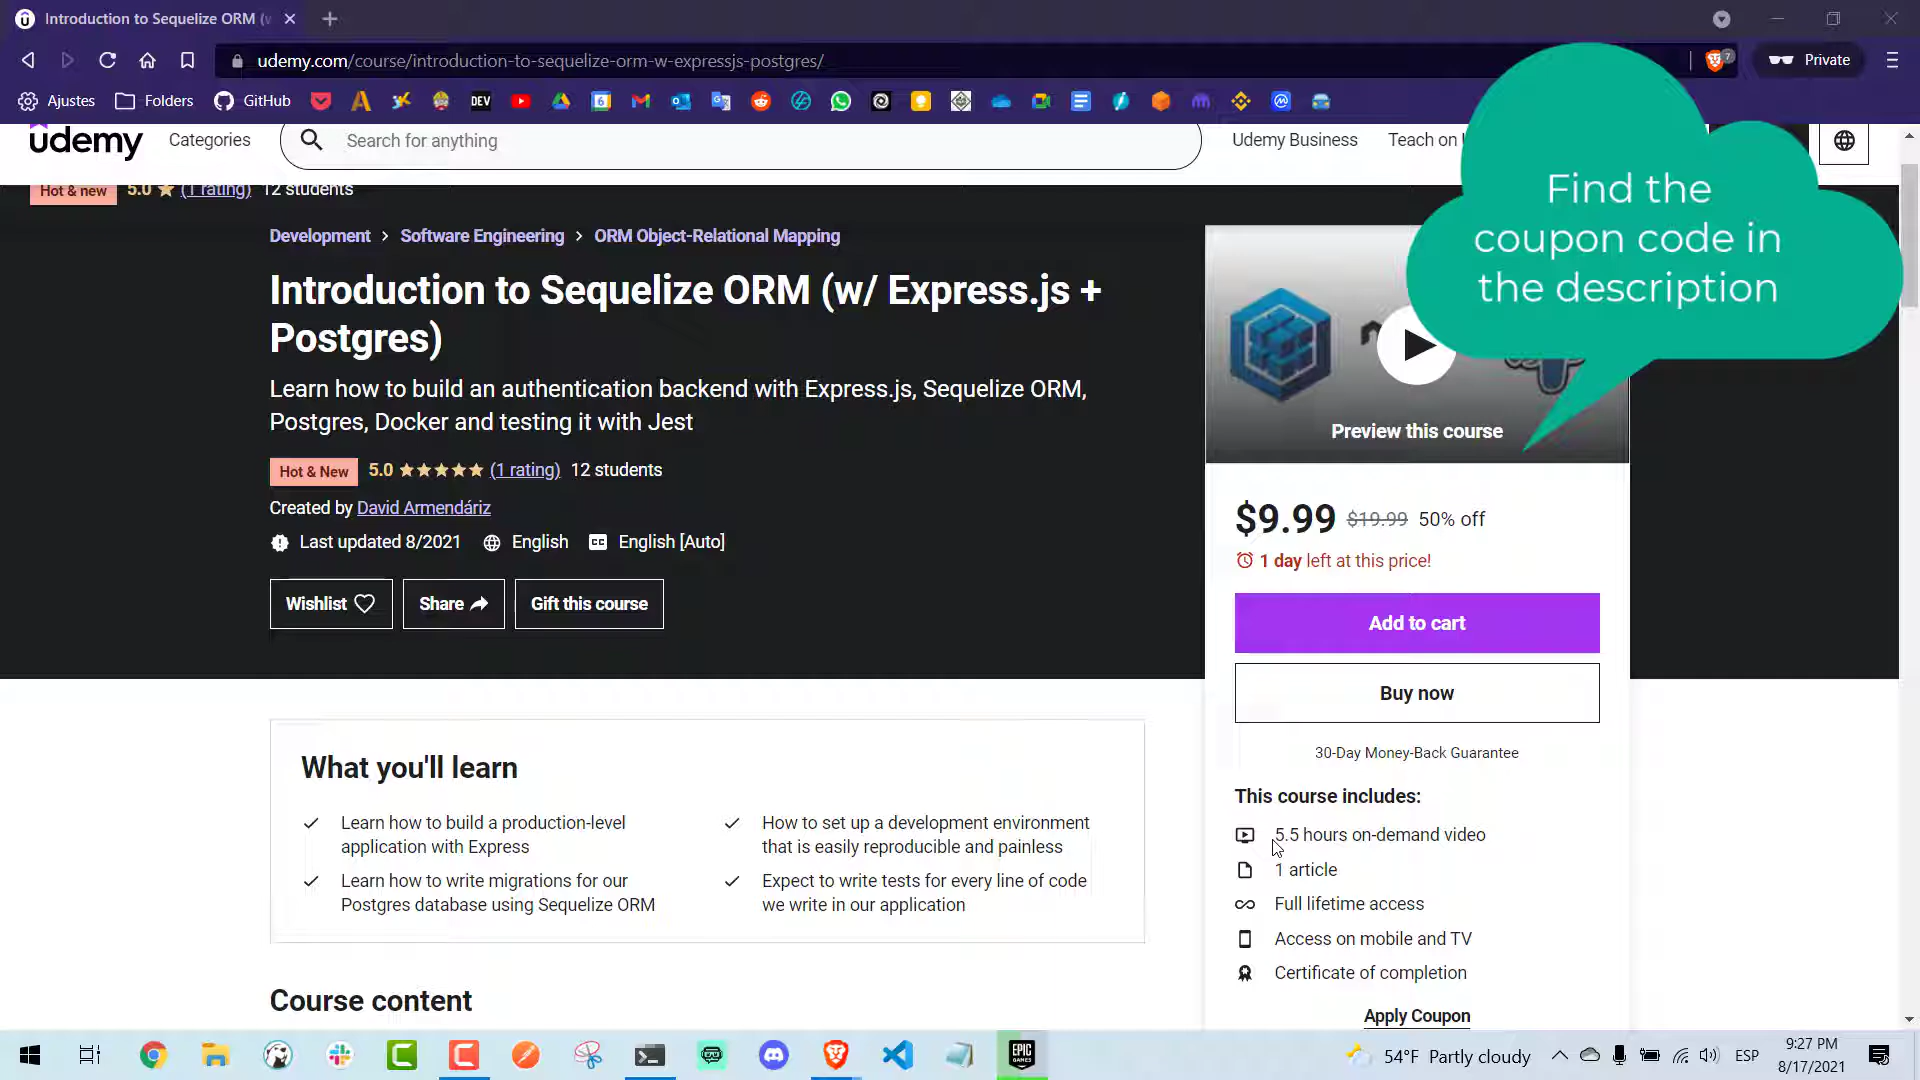 Introduction to Sequelize ORM (w
udemy.com/course/introduction-to-sequelize-orm-w-expressjs-postgres/
7
Private
Ajustes
Folders
GitHub
DEV
6
udemy
Categories
Search for anything
Udemy Business
Teach on
Hot & new
5.0
(1 rating)
12 students
Find the
coupon code in
the description
Development
Software Engineering
ORM Object-Relational Mapping
Introduction to Sequelize ORM (w/ Express.js +
Postgres)
Learn how to build an authentication backend with Express.js, Sequelize ORM,
Postgres, Docker and testing it with Jest
Hot & New
5.0
(1 rating)
12 students
Created by David Armendáriz
Last updated 8/2021
English
CC
English [Auto]
Wishlist
Share
Gift this course
Preview this course
$9.99
$19.99
50% off
1 day left at this price!
Add to cart
Buy now
30-Day Money-Back Guarantee
What you'll learn
Learn how to build a production-level
application with Express
Learn how to write migrations for our
Postgres database using Sequelize ORM
How to set up a development environment
that is easily reproducible and painless
Expect to write tests for every line of code
we write in our application
This course includes:
5.5 hours on-demand video
1 article
Full lifetime access
Access on mobile and TV
Certificate of completion
Apply Coupon
Course content
EPIC
GAMES
54°F Partly cloudy
ESP
9:27 PM
8/17/2021